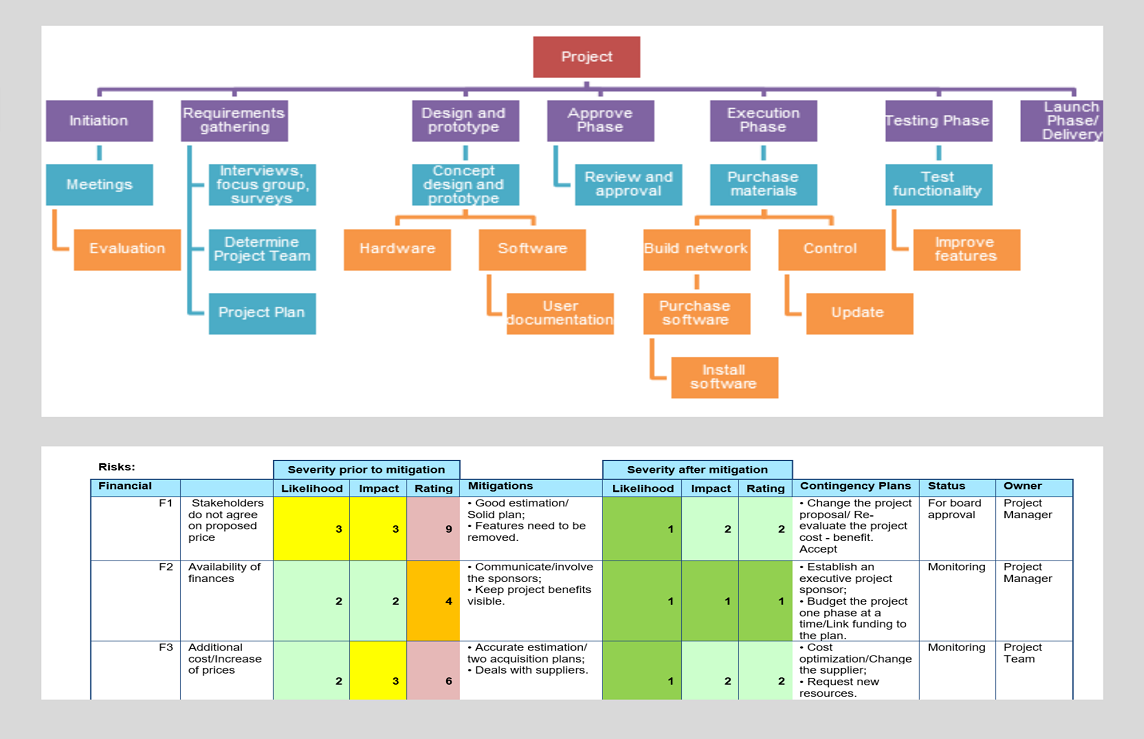 Project
Initiation
Requirements
gathering
Design and
prototype
Approve
Phase
Execution
Phase
Testing Phase
Launch
Phase/
Delivery
Meetings
Interviews,
focus group,
surveys
Concept
design and
prototype
Review and
approval
Purchase
materials
Test
functionality
Evaluation
Determine
Project Team
Hardware
Software
Build network
Control
Improve
features
Project Plan
User
documentation
Purchase
software
Update
Install
software
Risks:
Severity prior to mitigation
Severity after mitigation
Financial
Likelihood
Impact
Rating
Mitigations
Likelihood
Impact
Rating
Contingency Plans
Status
Owner
F1
Stakeholders
do not agree
on proposed
price
3
3
9
• Good estimation/
Solid plan;
• Features need to be
removed.
1
2
2
• Change the project
proposal/ Re-
evaluate the project
cost - benefit.
Accept
For board
approval
Project
Manager
F2
Availability of
finances
2
2
4
• Communicate/involve
the sponsors;
• Keep project benefits
visible.
1
1
1
• Establish an
executive project
sponsor;
• Budget the project
one phase at a
time/Link funding to
the plan.
Monitoring
Project
Manager
F3
Additional
cost/Increase
of prices
2
3
6
• Accurate estimation/
two acquisition plans;
• Deals with suppliers.
1
2
2
• Cost
optimization/Change
the supplier;
• Request new
resources.
Monitoring
Project
Team